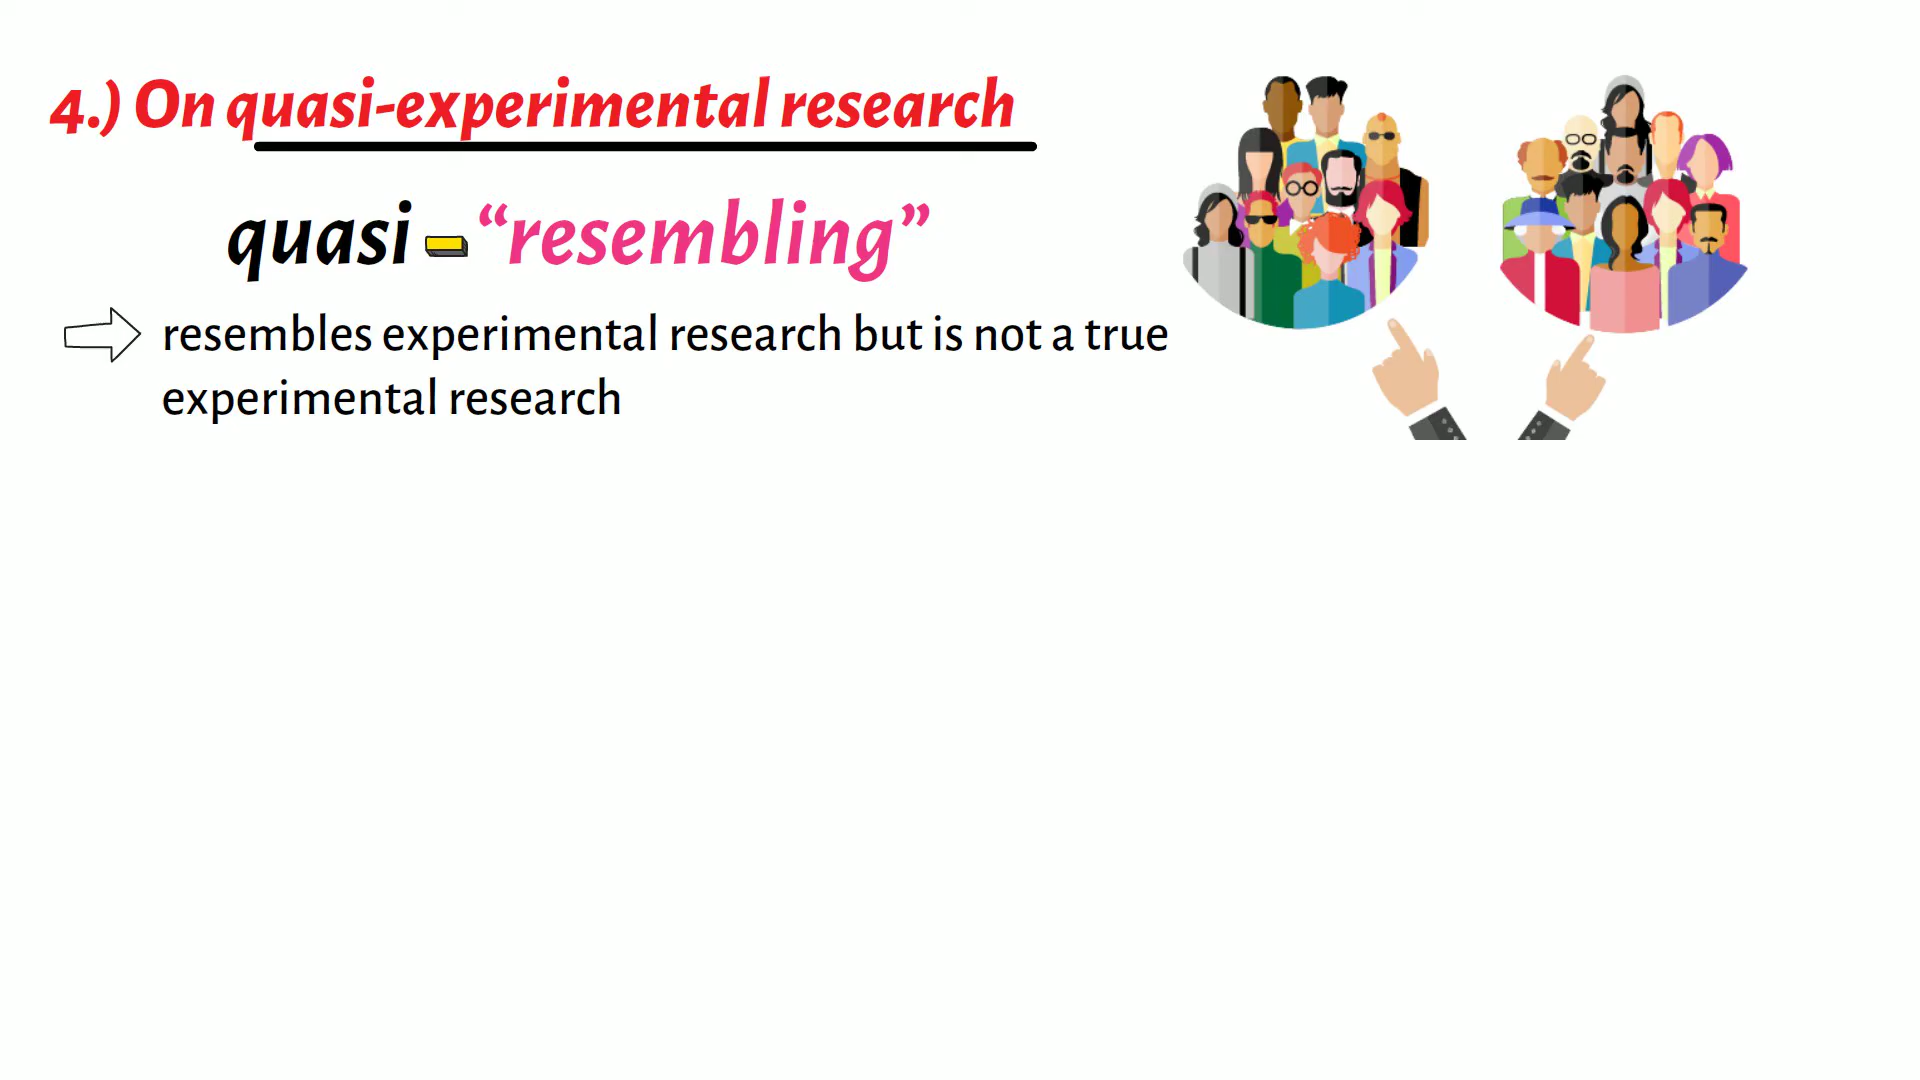 4.) On quasi-experimental research
quasi - “resembling”
resembles experimental research but is not a true
experimental research